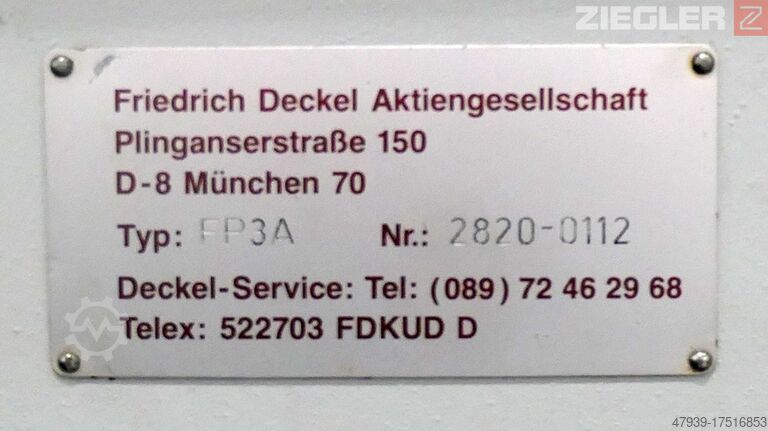 ZIEGLER Z
Friedrich Deckel Aktiengesellschaft
Plinganserstraße 150
D-8 München 70
Typ: FP3A Nr.: 2820-0112
Deckel-Service: Tel: (089) 72 46 29 68
Telex: 522703 FDKUD D
47939-17516853